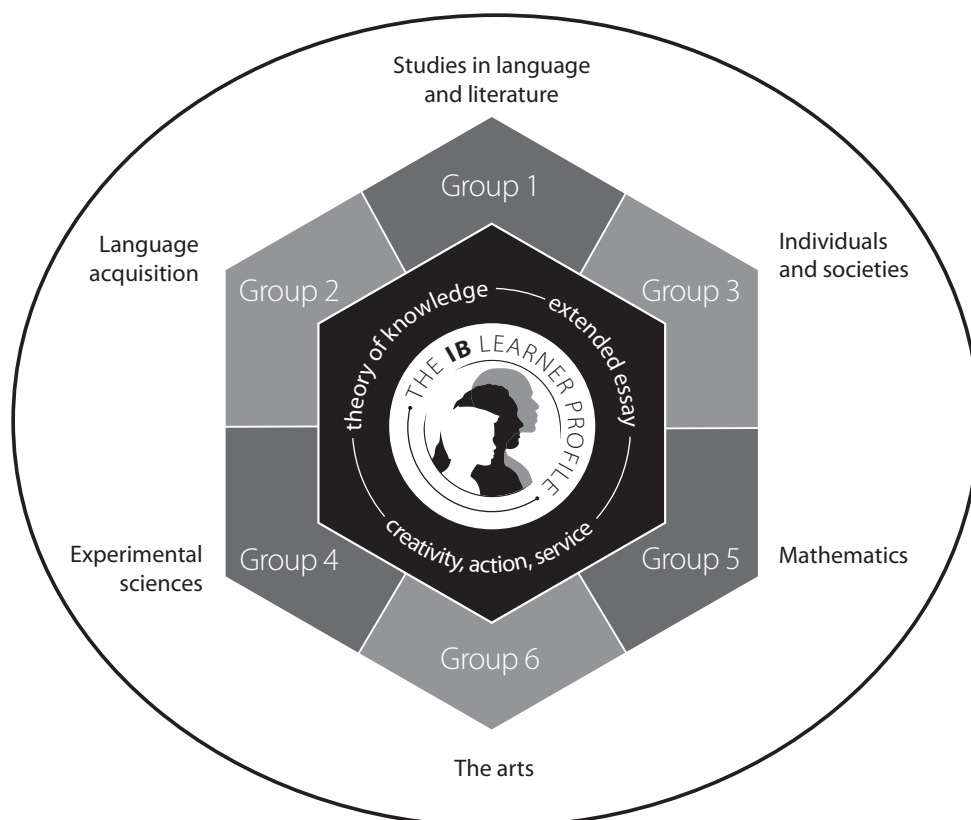 Studies in language
and literature
Group 1
Language
acquisition
Individuals
and societies
Group 2
Group 3
theory of knowledge
extended essay
THE IB LEARNER PROFILE
creativity, action, service
Experimental
sciences
Group 4
Group 5
Mathematics
Group 6
The arts